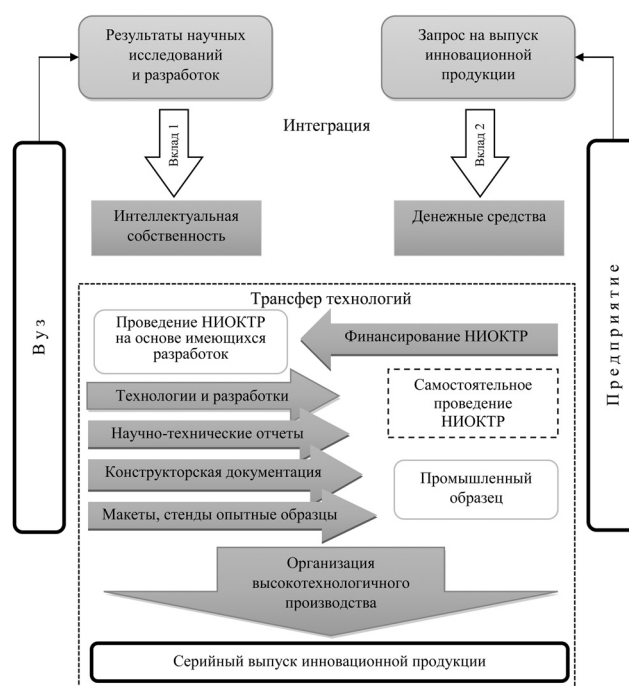 Результаты научных
исследований
и разработок
Запрос на выпуск
инновационной
продукции
Вклад 1
Интеграция
Вклад 2
Интеллектуальная
собственность
Денежные средства
Вуз
Предприятие
Трансфер технологий
Проведение НИОКТР
на основе имеющихся
разработок
Финансирование НИОКТР
Технологии и разработки
Самостоятельное
проведение
НИОКТР
Научно-технические отчеты
Конструкторская документация
Промышленный
образец
Макеты, стенды опытные образцы
Организация
высокотехнологичного
производства
Серийный выпуск инновационной продукции